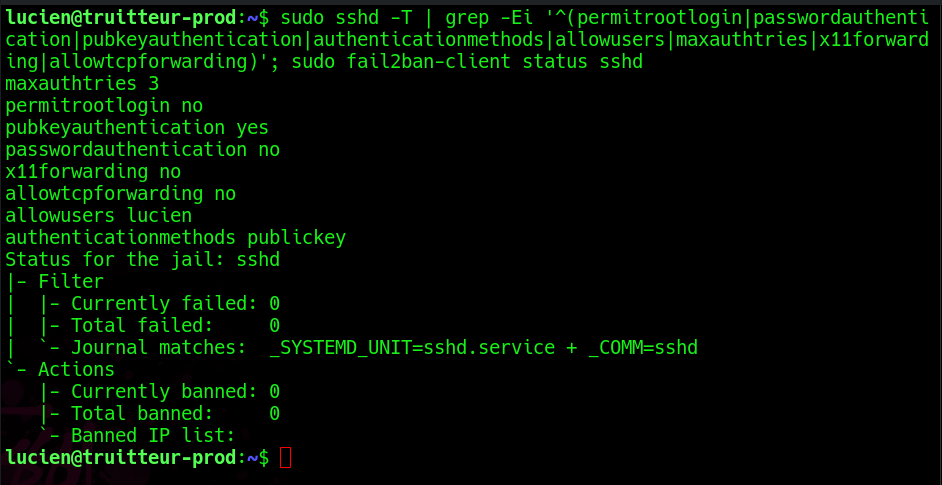 lucien@truitteur-prod:~$ sudo sshd -T | grep -Ei '^(permitrootlogin|passwordauthenti
cation|pubkeyauthentication|authenticationmethods|allowusers|maxauthtries|x11forward
ing|allowtcpforwarding)'; sudo fail2ban-client status sshd
maxauthtries 3
permitrootlogin no
pubkeyauthentication yes
passwordauthentication no
x11forwarding no
allowtcpforwarding no
allowusers lucien
authenticationmethods publickey
Status for the jail: sshd
|- Filter
|  |- Currently failed: 0
|  |- Total failed:     0
|  `- Journal matches:  _SYSTEMD_UNIT=sshd.service + _COMM=sshd
`- Actions
   |- Currently banned: 0
   |- Total banned:     0
   `- Banned IP list:
lucien@truitteur-prod:~$